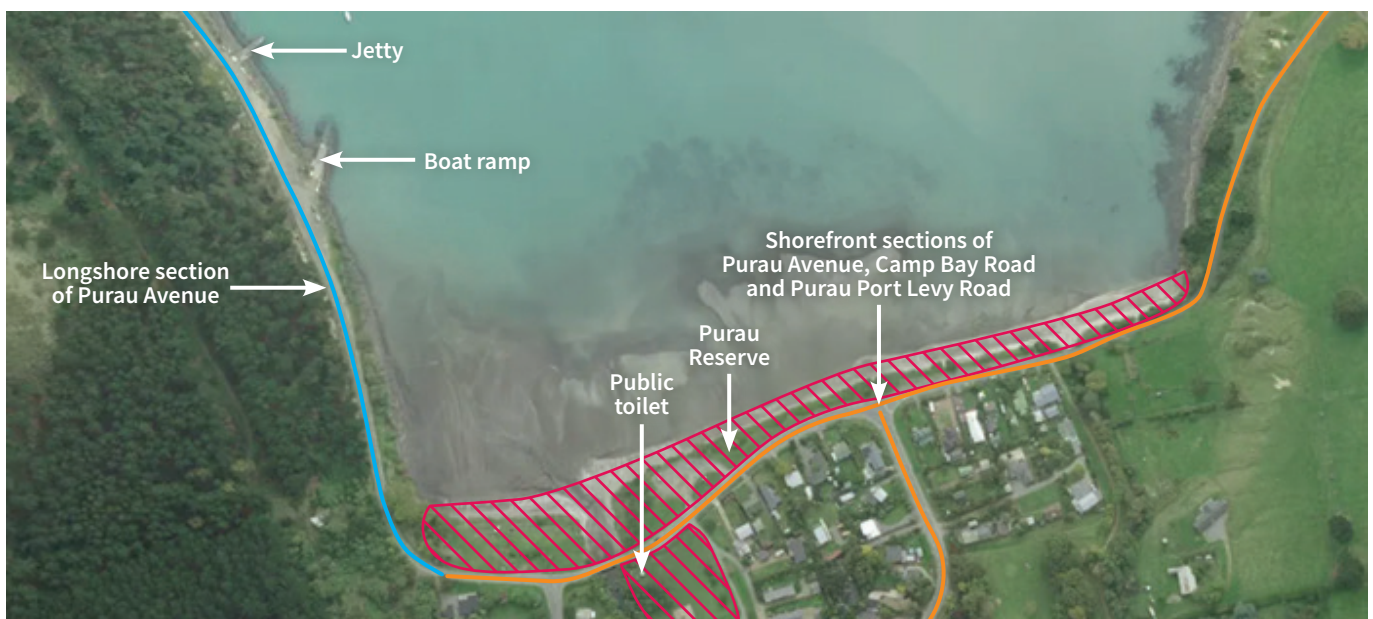 Jetty
Boat ramp
Longshore section
of Purau Avenue
Shorefront sections of
Purau Avenue, Camp Bay Road
and Purau Port Levy Road
Purau
Reserve
Public
toilet